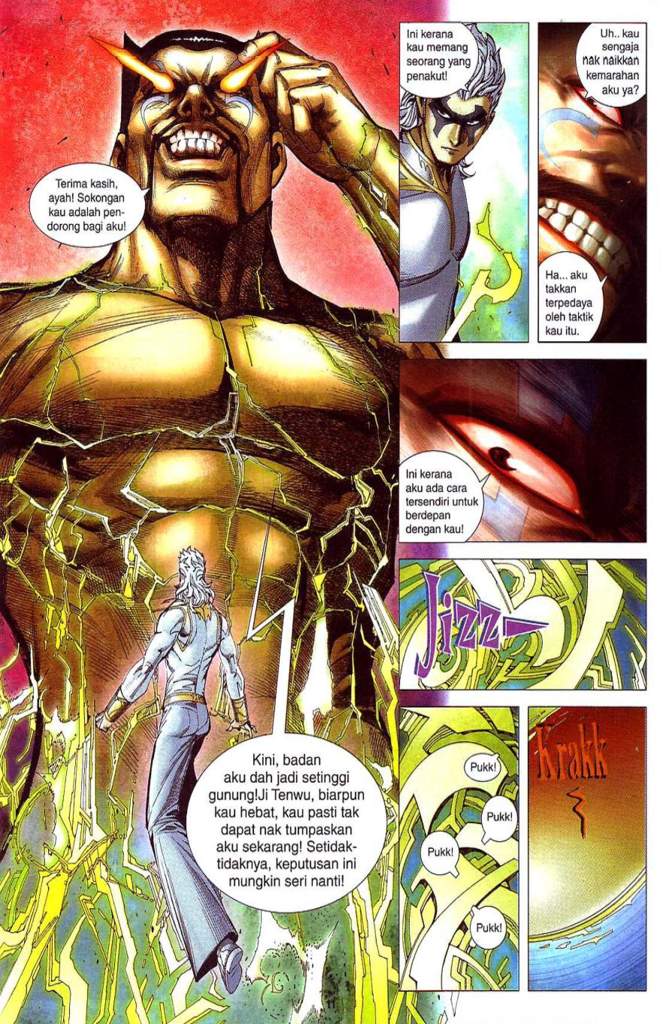 Terima kasih,
ayah! Sokongan
kau adalah pen-
dorong bagi aku!
Kini, badan
aku dah jadi setinggi
gunung!Ji Tenwu, biarpun
kau hebat, kau pasti tak
dapat nak tumpaskan
aku sekarang! Setidak-
tidaknya, keputusan ini
mungkin seri nanti!
Ini kerana
kau memang
seorang yang
penakut!
Uh.. kau
sengaja
nak naikkan
kemarahan
aku ya?
Ha... aku
takkan
terpedaya
oleh taktik
kau itu.
Ini kerana
aku ada cara
tersendiri untuk
berdepan
dengan kau!
Jizz
Pukk!
Pukk!
Pukk!
Pukk!
Krakk